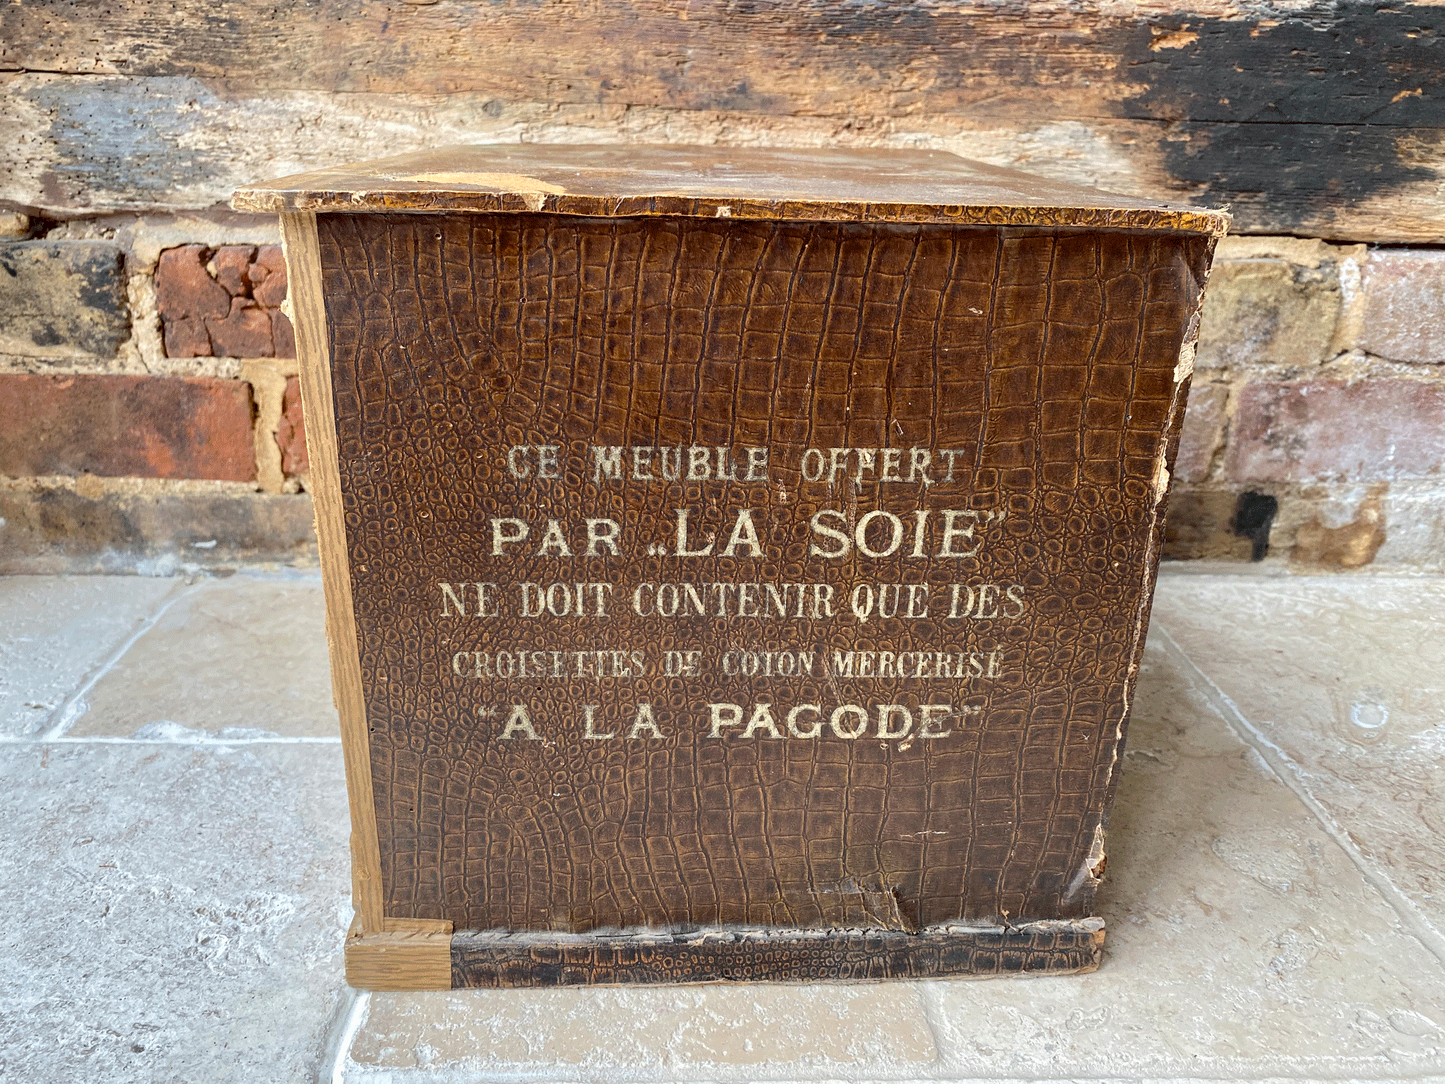 CE MEUBLE OFFERT
PAR „LA SOIE"
NE DOIT CONTENIR QUE DES
CROISETTES DE COTON MERCERISÉ
"A LA PAGODE"